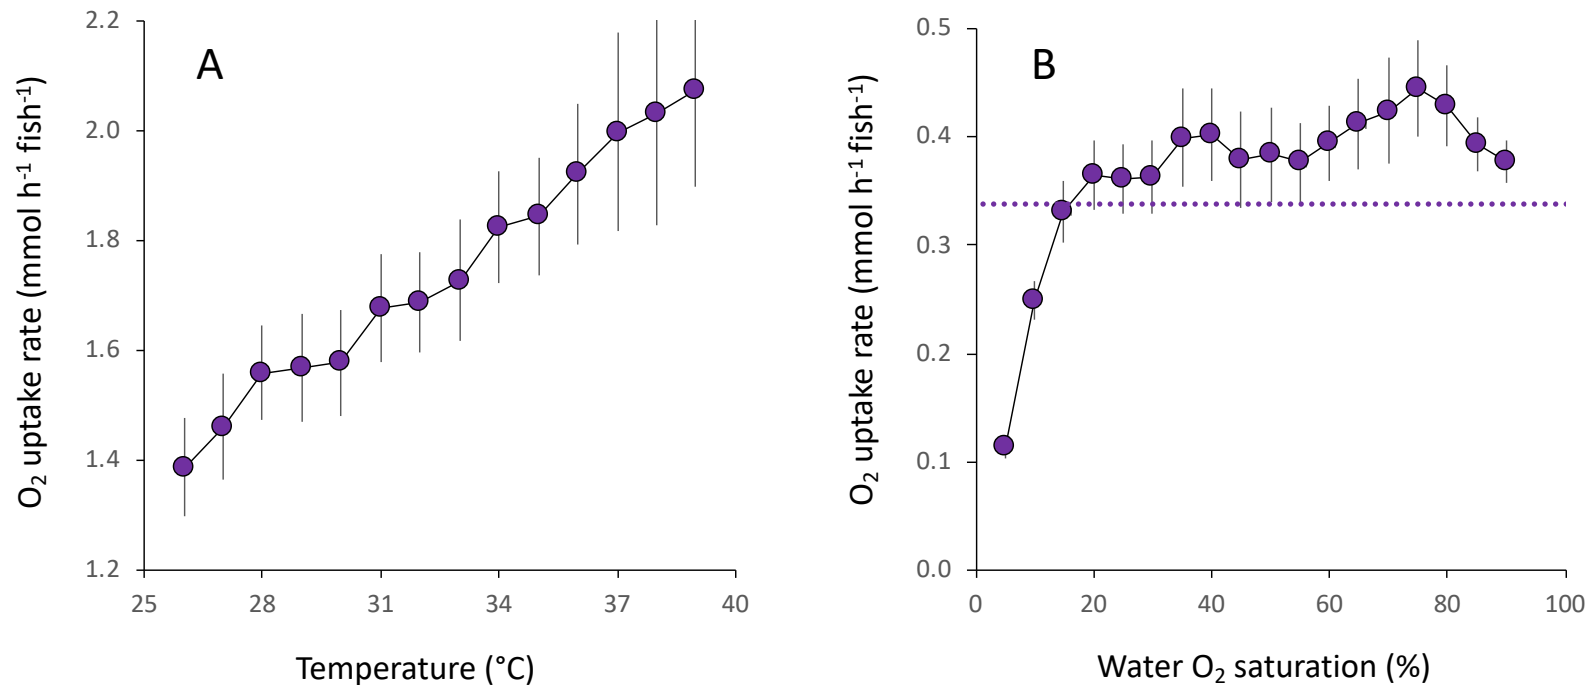 A
O₂ uptake rate (mmol h⁻¹ fish⁻¹)
2.2
2.0
1.8
1.6
1.4
1.2
25 28 31 34 37 40
Temperature (°C)
B
O₂ uptake rate (mmol h⁻¹ fish⁻¹)
0.5
0.4
0.3
0.2
0.1
0.0
0 20 40 60 80 100
Water O₂ saturation (%)